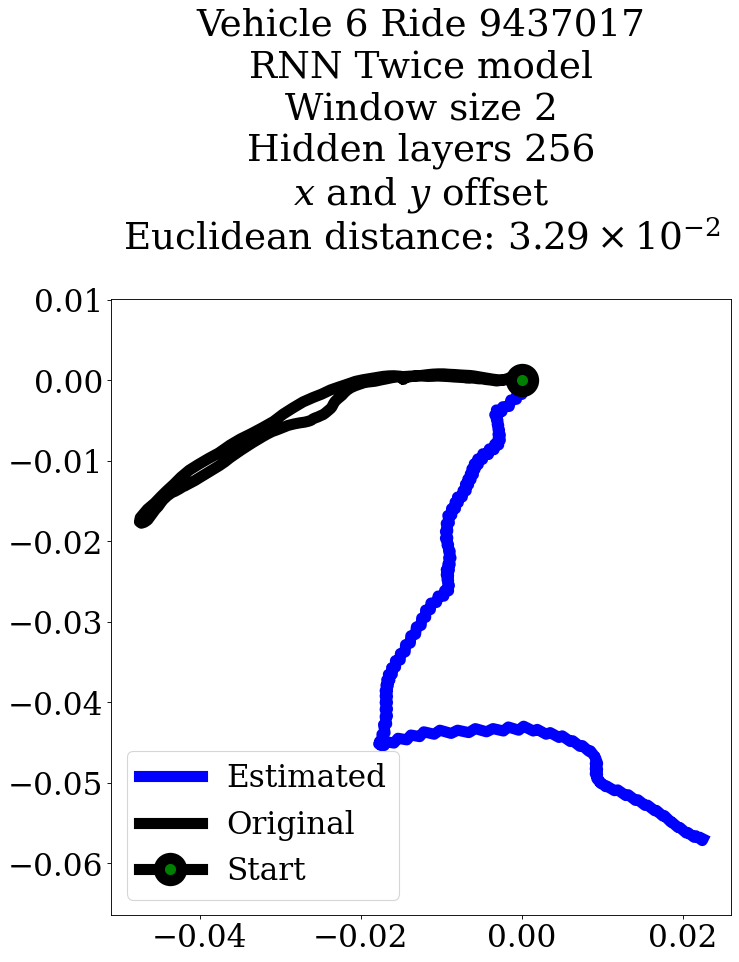 Vehicle 6 Ride 9437017
RNN Twice model
Window size 2
Hidden layers 256
x and y offset
Euclidean distance: 3.29 × 10⁻²
0.01
0.00
−0.01
−0.02
−0.03
−0.04
−0.05
−0.06
Estimated
Original
Start
−0.04
−0.02
0.00
0.02